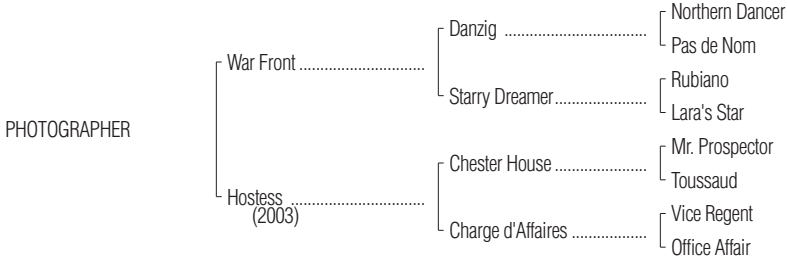 PHOTOGRAPHER
War Front
Hostess
(2003)
Danzig
Starry Dreamer
Chester House
Charge d'Affaires
Northern Dancer
Pas de Nom
Rubiano
Lara's Star
Mr. Prospector
Toussaud
Vice Regent
Office Affair